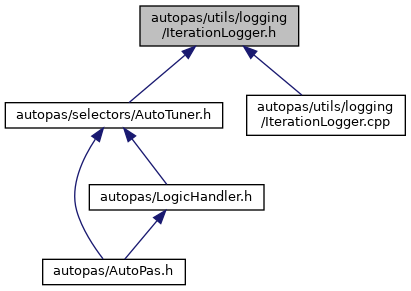 autopas/utils/logging
/IterationLogger.h
autopas/selectors/AutoTuner.h
autopas/utils/logging
/IterationLogger.cpp
autopas/LogicHandler.h
autopas/AutoPas.h